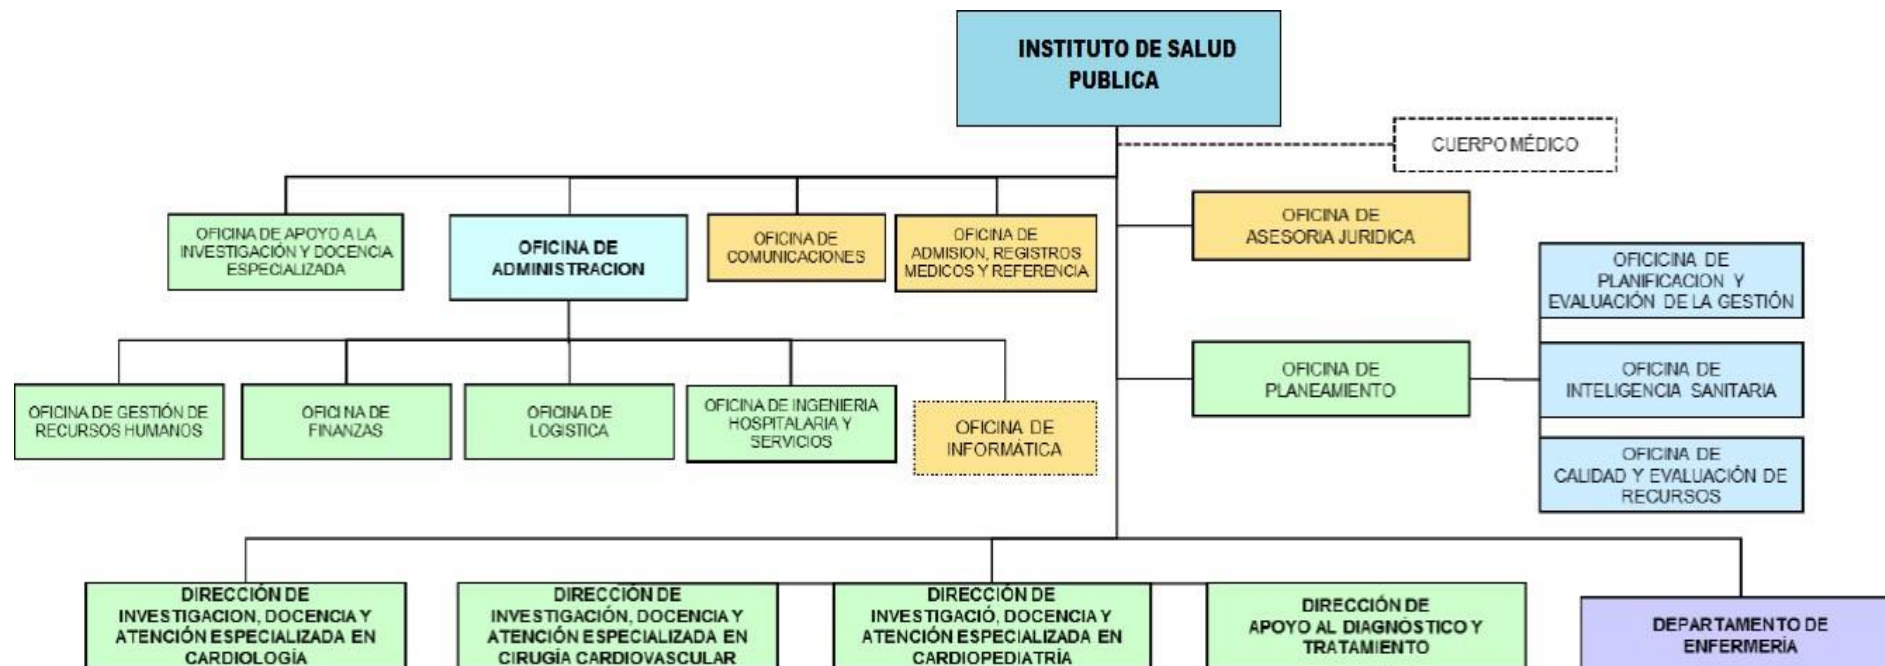 INSTITUTO DE SALUD
PUBLICA
CUERPO MÉDICO
OFICINA DE APOYO A LA
INVESTIGACIÓN Y DOCENCIA
ESPECIALIZADA
OFICINA DE
ADMINISTRACION
OFICINA DE
COMUNICACIONES
OFICINA DE
ADMISION, REGISTROS
MEDICOS Y REFERENCIA
OFICINA DE
ASESORIA JURIDICA
OFICICINA DE
PLANIFICACION Y
EVALUACIÓN DE LA GESTIÓN
OFICINA DE
PLANEAMIENTO
OFICINA DE
INTELIGENCIA SANITARIA
OFICINA DE
CALIDAD Y EVALUACIÓN DE
RECURSOS
OFICINA DE GESTIÓN DE
RECURSOS HUMANOS
OFICINA DE
FINANZAS
OFICINA DE
LOGISTICA
OFICINA DE INGENIERIA
HOSPITALARIA Y
SERVICIOS
OFICINA DE
INFORMÁTICA
DIRECCIÓN DE
INVESTIGACION, DOCENCIA Y
ATENCIÓN ESPECIALIZADA EN
CARDIOLOGÍA
DIRECCIÓN DE
INVESTIGACIÓN, DOCENCIA Y
ATENCIÓN ESPECIALIZADA EN
CIRUGÍA CARDIOVASCULAR
DIRECCIÓN DE
INVESTIGACIÓ, DOCENCIA Y
ATENCIÓN ESPECIALIZADA EN
CARDIOPEDIATRÍA
DIRECCIÓN DE
APOYO AL DIAGNÓSTICO Y
TRATAMIENTO
DEPARTAMENTO DE
ENFERMERÍA